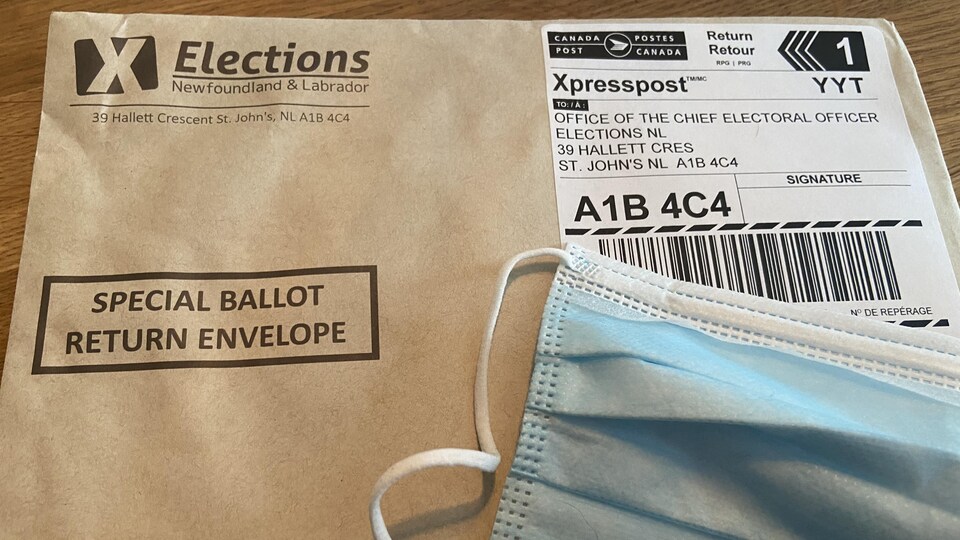 X Elections
Newfoundland & Labrador
39 Hallett Crescent St. John's, NL A1B 4C4
SPECIAL BALLOT
RETURN ENVELOPE
CANADA POSTES
POST CANADA
Return
Retour
RPG | PRG
1
Xpresspost™/MC
YYT
TO: / À :
OFFICE OF THE CHIEF ELECTORAL OFFICER
ELECTIONS NL
39 HALLETT CRES
ST. JOHN'S NL A1B 4C4
SIGNATURE
A1B 4C4
Nº DE REPÉRAGE